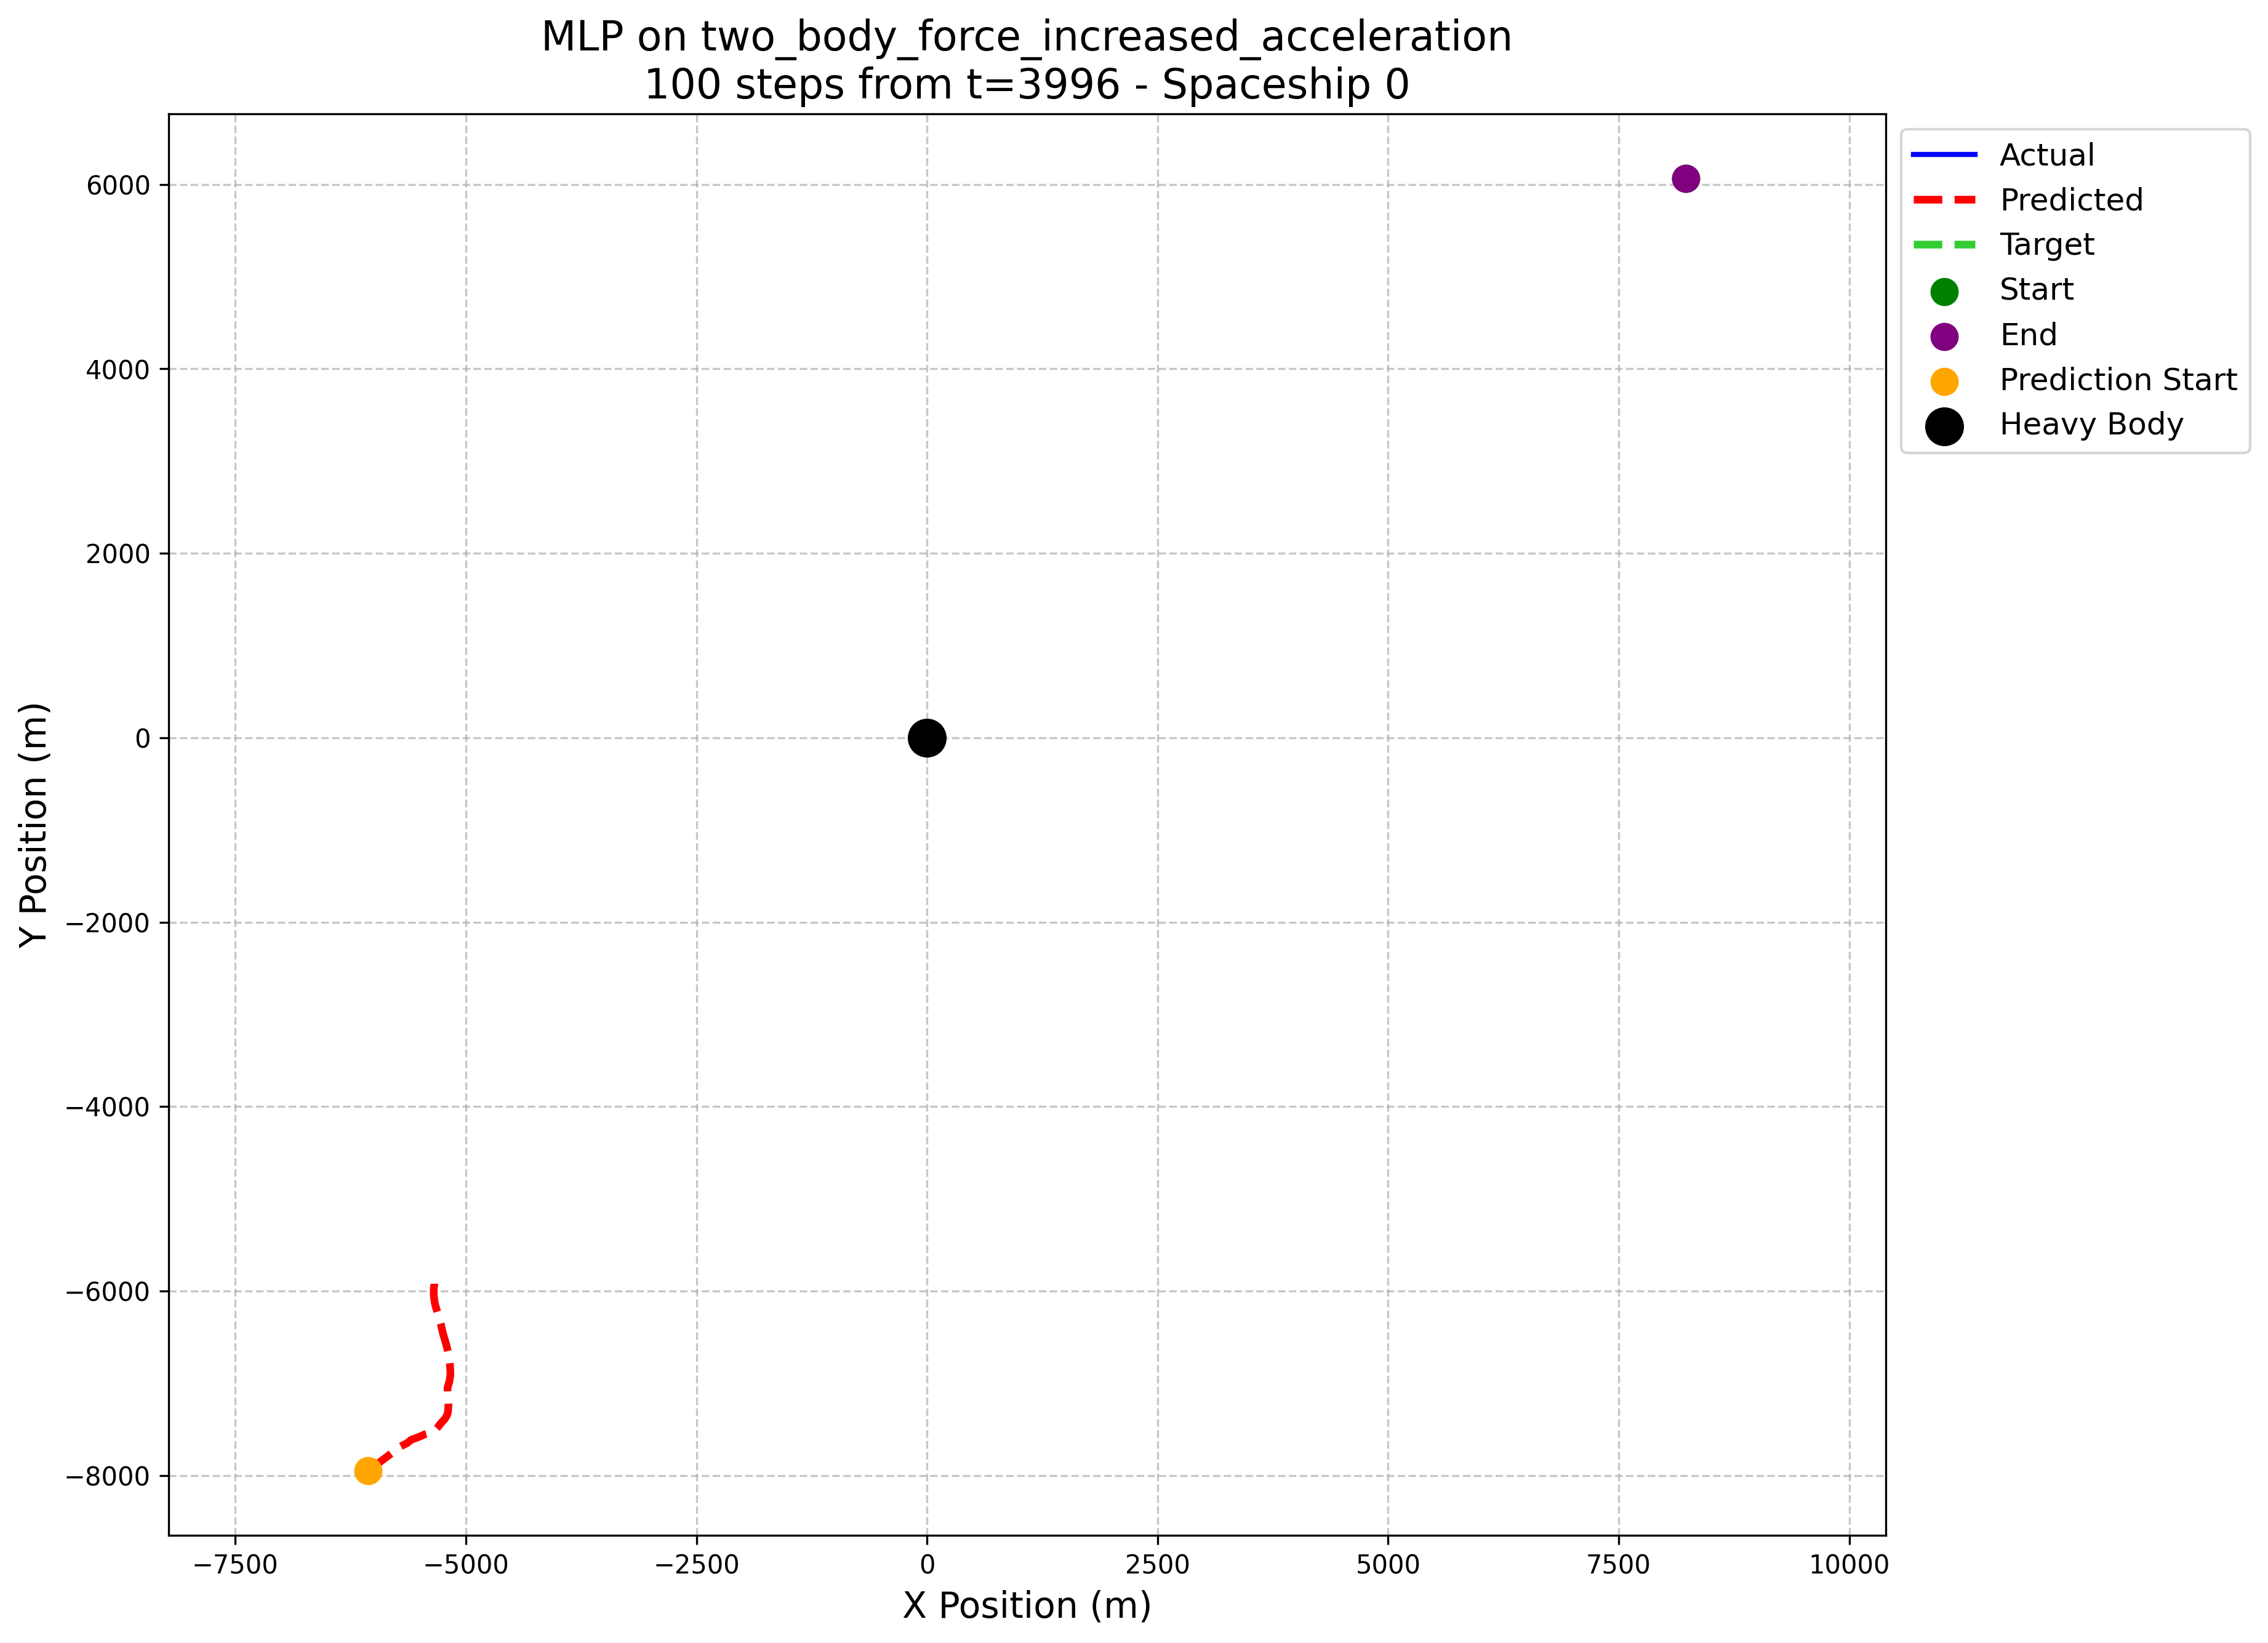 MLP on two_body_force_increased_acceleration
100 steps from t=3996 - Spaceship 0
Actual
Predicted
Target
Start
End
Prediction Start
Heavy Body
6000
4000
2000
0
−2000
−4000
−6000
−8000
Y Position (m)
−7500
−5000
−2500
0
2500
5000
7500
10000
X Position (m)